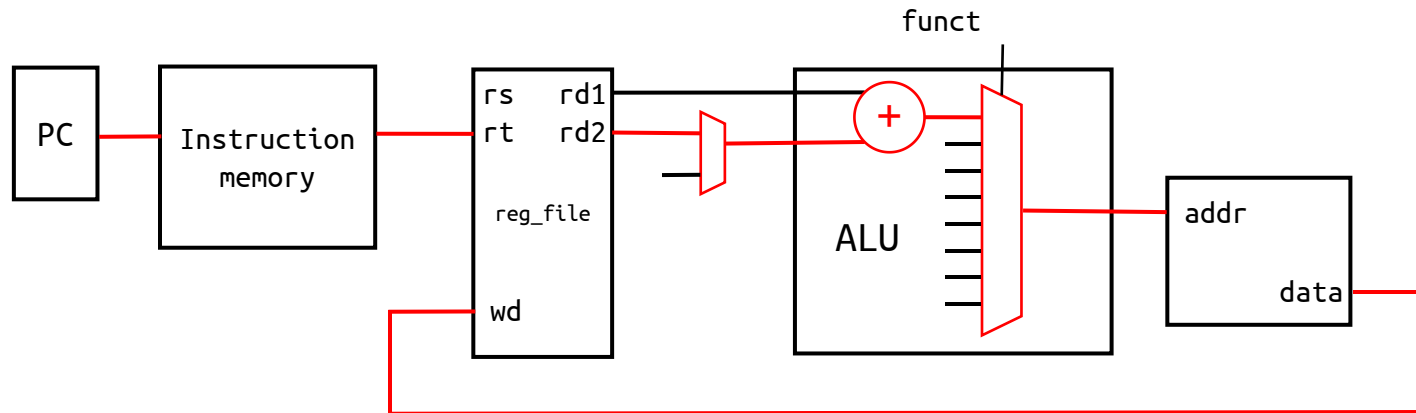 funct
PC
Instruction
memory
rs rd1
rt rd2
reg_file
wd
+
ALU
addr
data